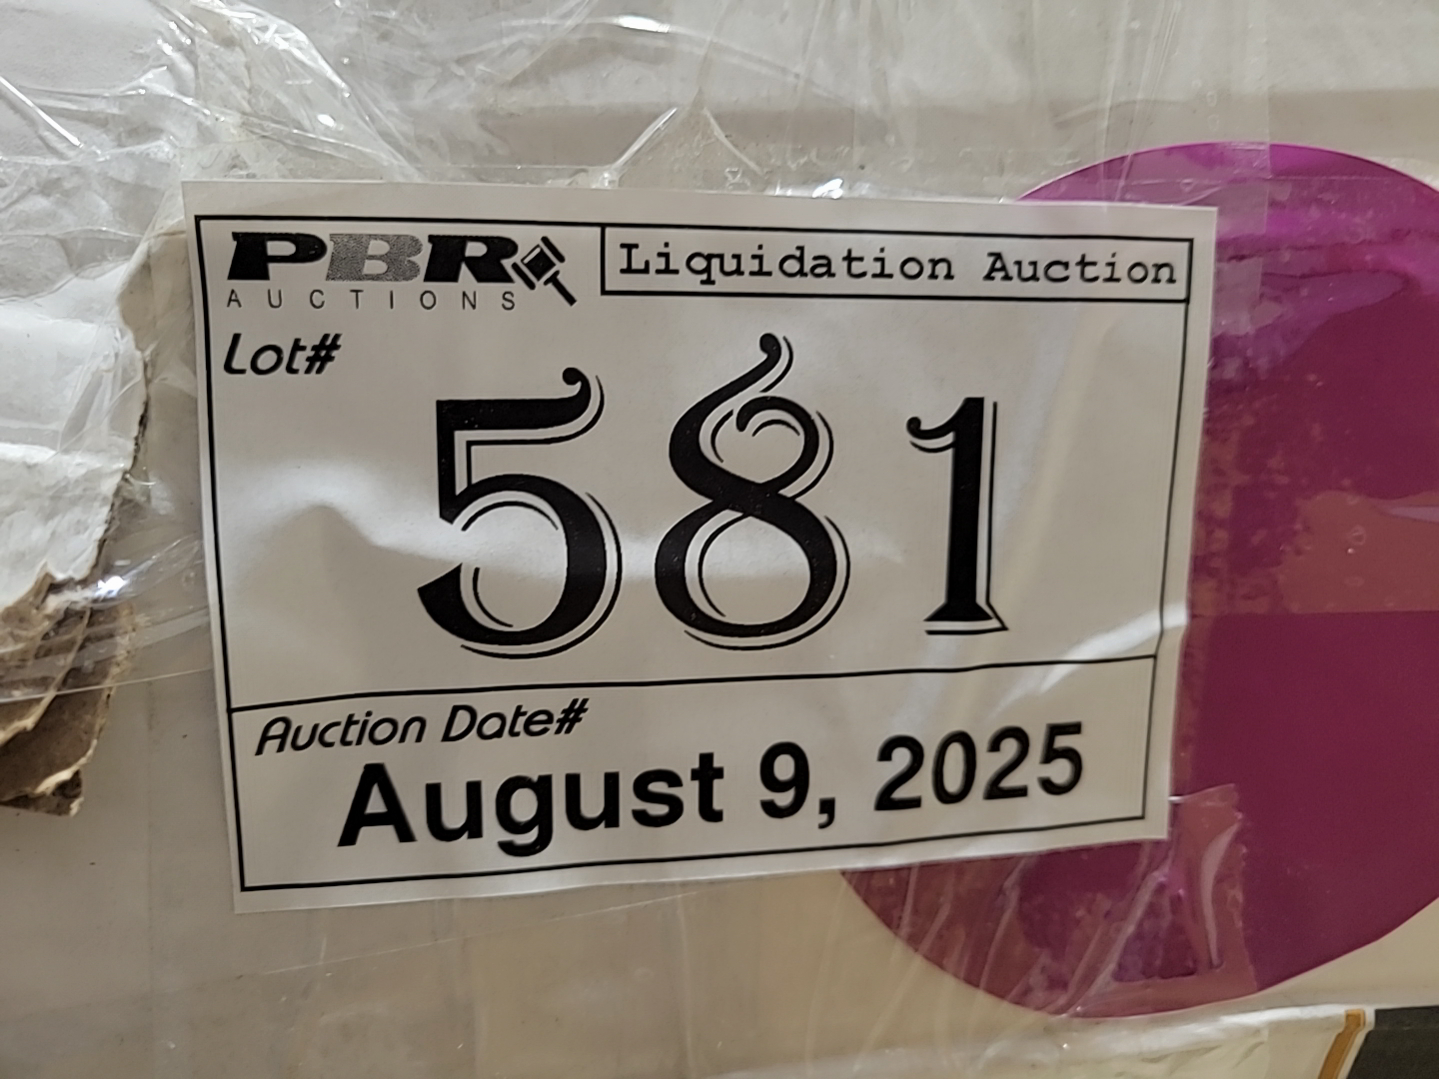 PBR
AUCTIONS
Liquidation Auction
Lot#
581
Auction Date#
August 9, 2025